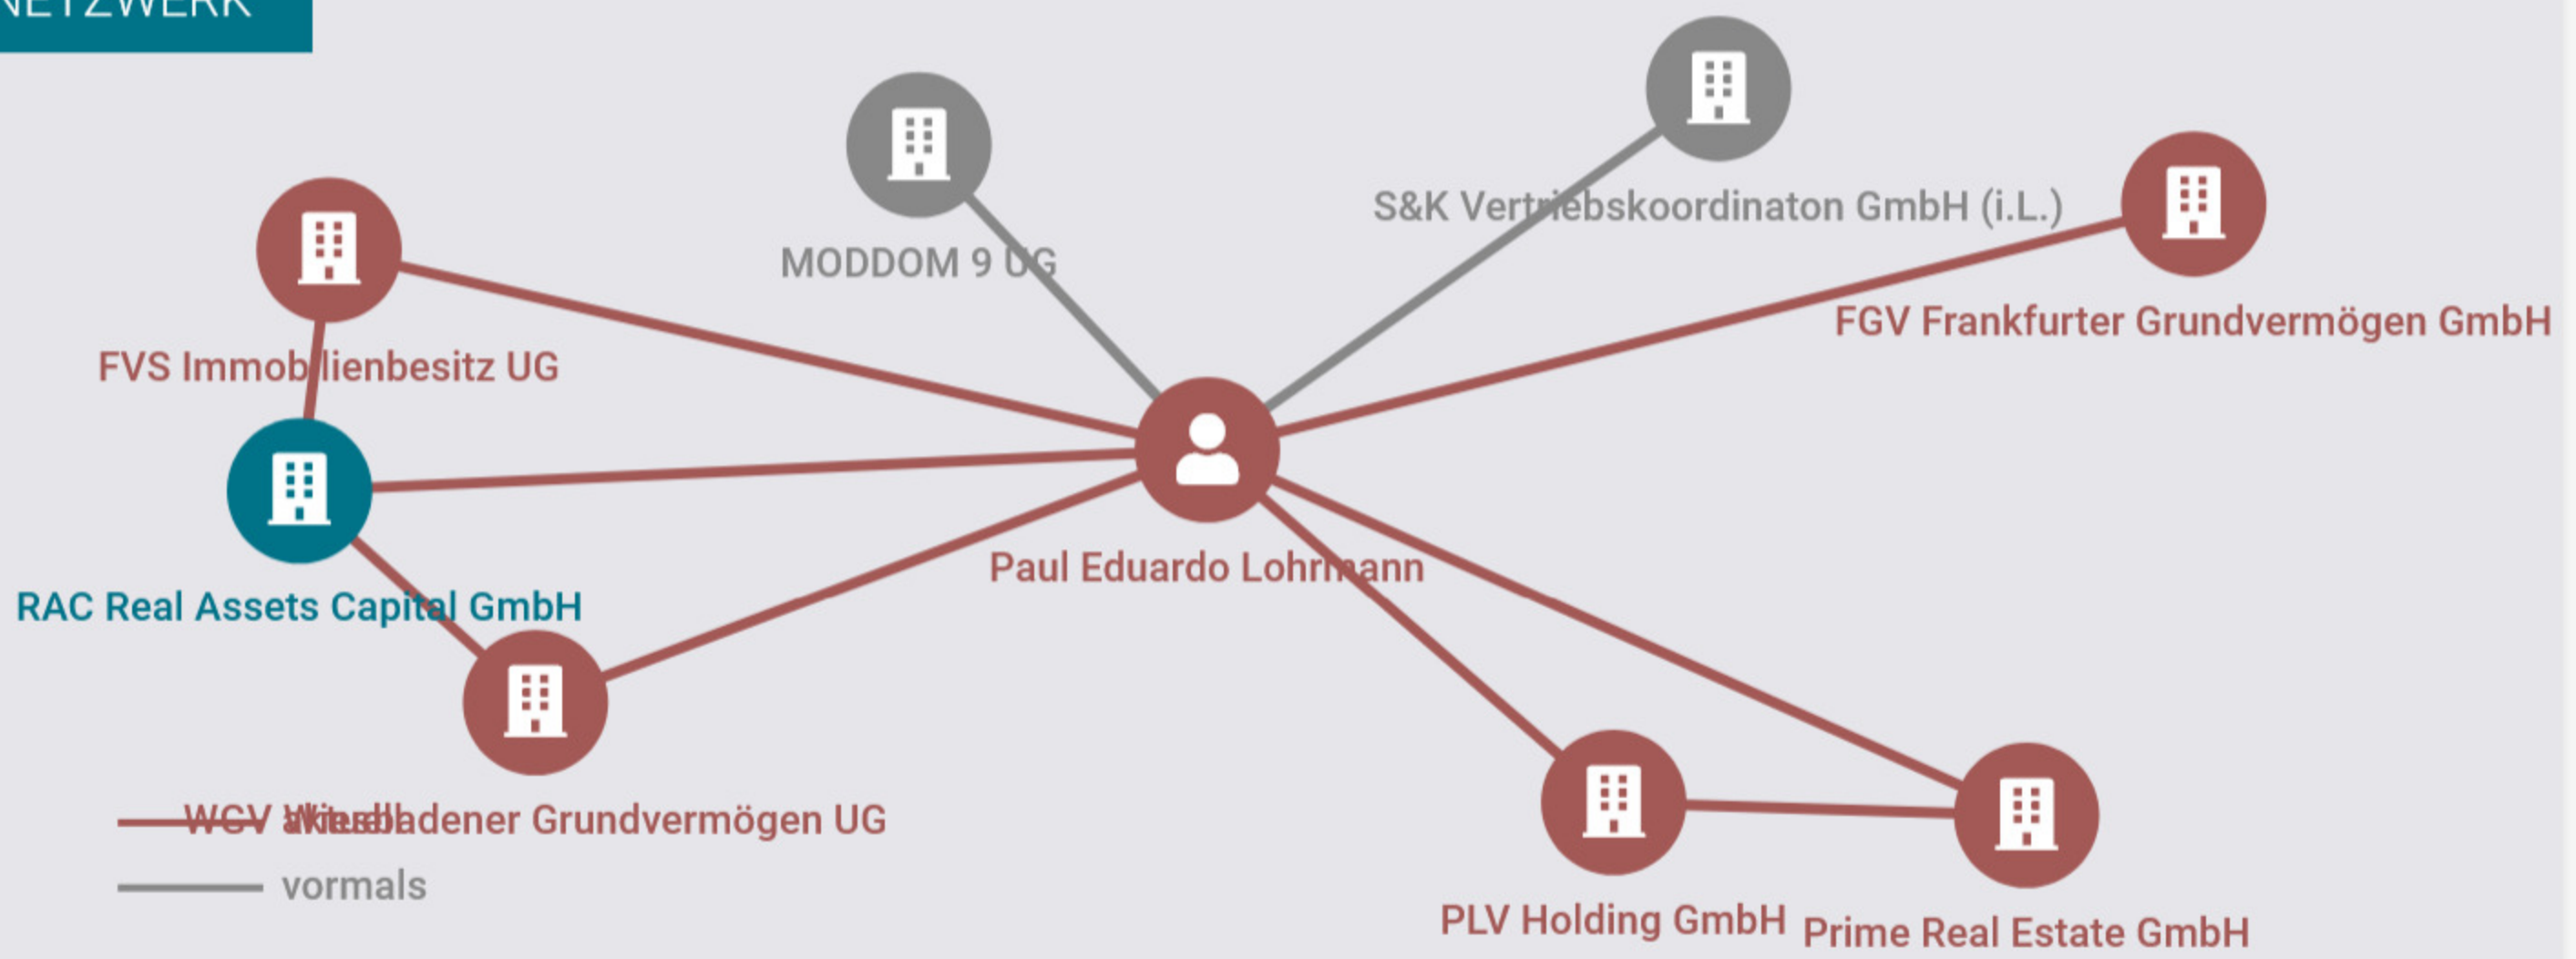 NETZWERK
MODDOM 9 UG
S&K Vertriebskoordinaton GmbH (i.L.)
FGV Frankfurter Grundvermögen GmbH
FVS Immobilienbesitz UG
Paul Eduardo Lohrmann
RAC Real Assets Capital GmbH
WGV Wiesbadener Grundvermögen UG
aktuell
vormals
PLV Holding GmbH
Prime Real Estate GmbH